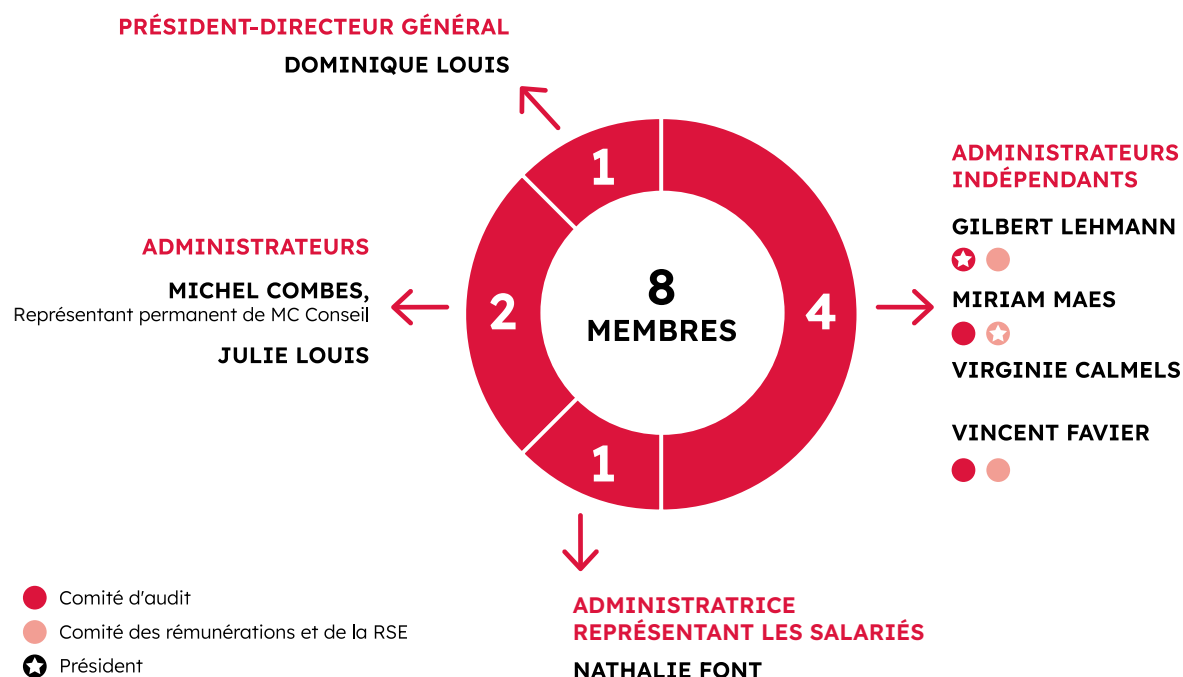 PRÉSIDENT-DIRECTEUR GÉNÉRAL
DOMINIQUE LOUIS
1
ADMINISTRATEURS
INDÉPENDANTS
GILBERT LEHMANN
MIRIAM MAES
VIRGINIE CALMELS
VINCENT FAVIER
4
8
MEMBRES
2
ADMINISTRATEURS
MICHEL COMBES,
Représentant permanent de MC Conseil
JULIE LOUIS
1
ADMINISTRATRICE
REPRÉSENTANT LES SALARIÉS
NATHALIE FONT
Comité d'audit
Comité des rémunérations et de la RSE
Président